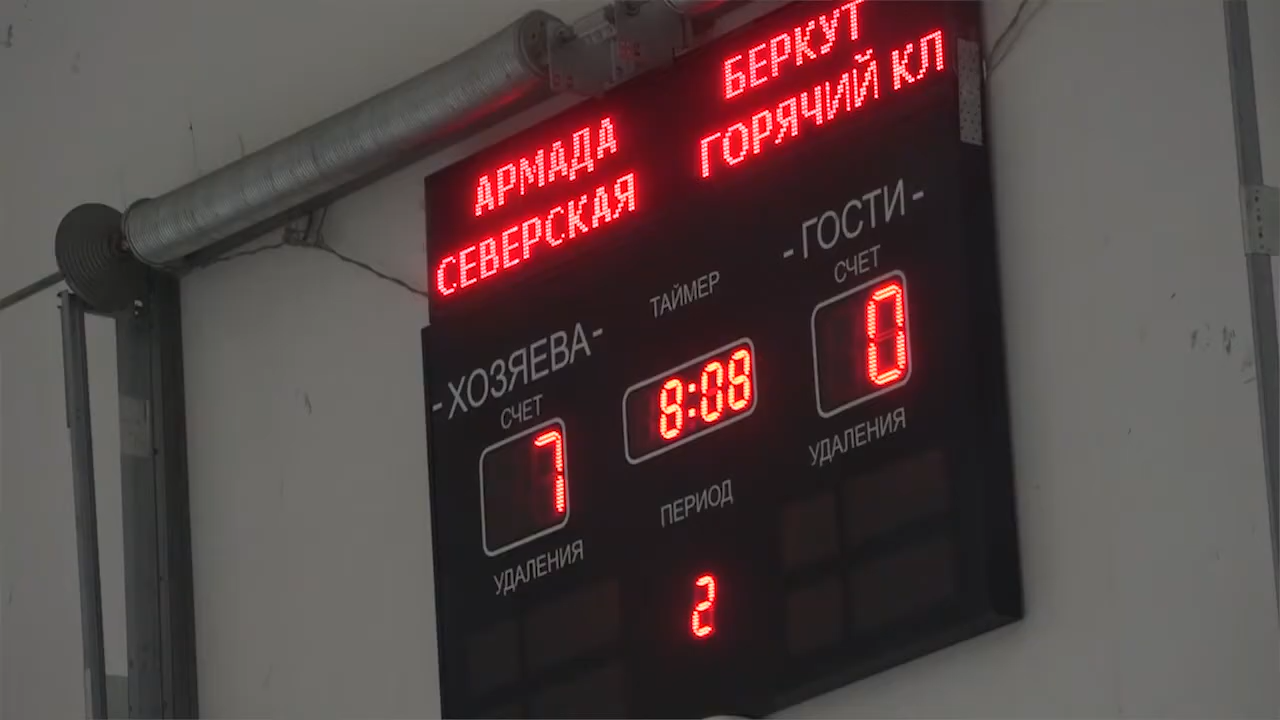 АРМАДА
СЕВЕРСКАЯ
БЕРКУТ
ГОРЯЧИЙ КЛ
-ХОЗЯЕВА-
СЧЕТ
7
УДАЛЕНИЯ
ТАЙМЕР
8:08
ПЕРИОД
2
-ГОСТИ-
СЧЕТ
0
УДАЛЕНИЯ